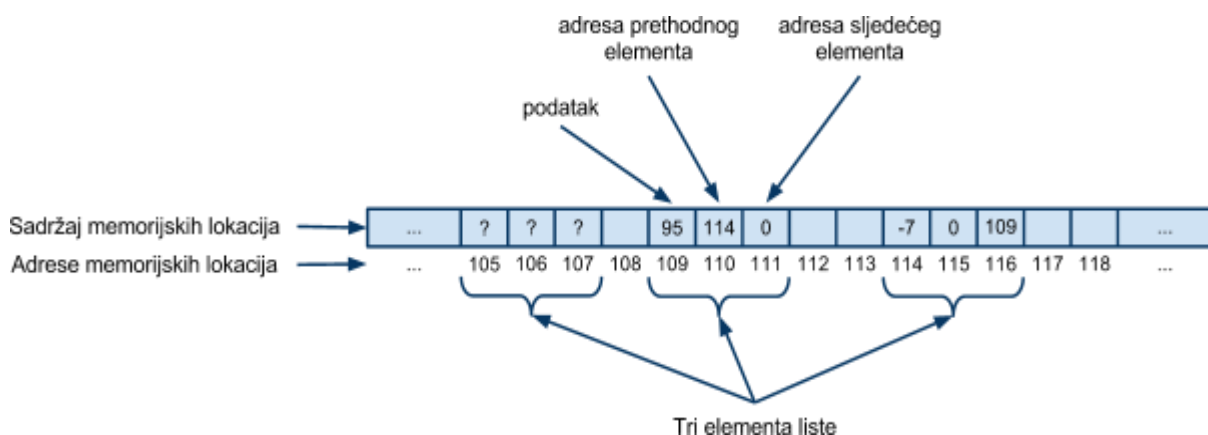 adresa prethodnog
elementa
adresa sljedećeg
elementa
podatak
Sadržaj memorijskih lokacija
... ? ? ? 95 114 0 -7 0 109 ...
Adrese memorijskih lokacija
... 105 106 107 108 109 110 111 112 113 114 115 116 117 118 ...
Tri elementa liste